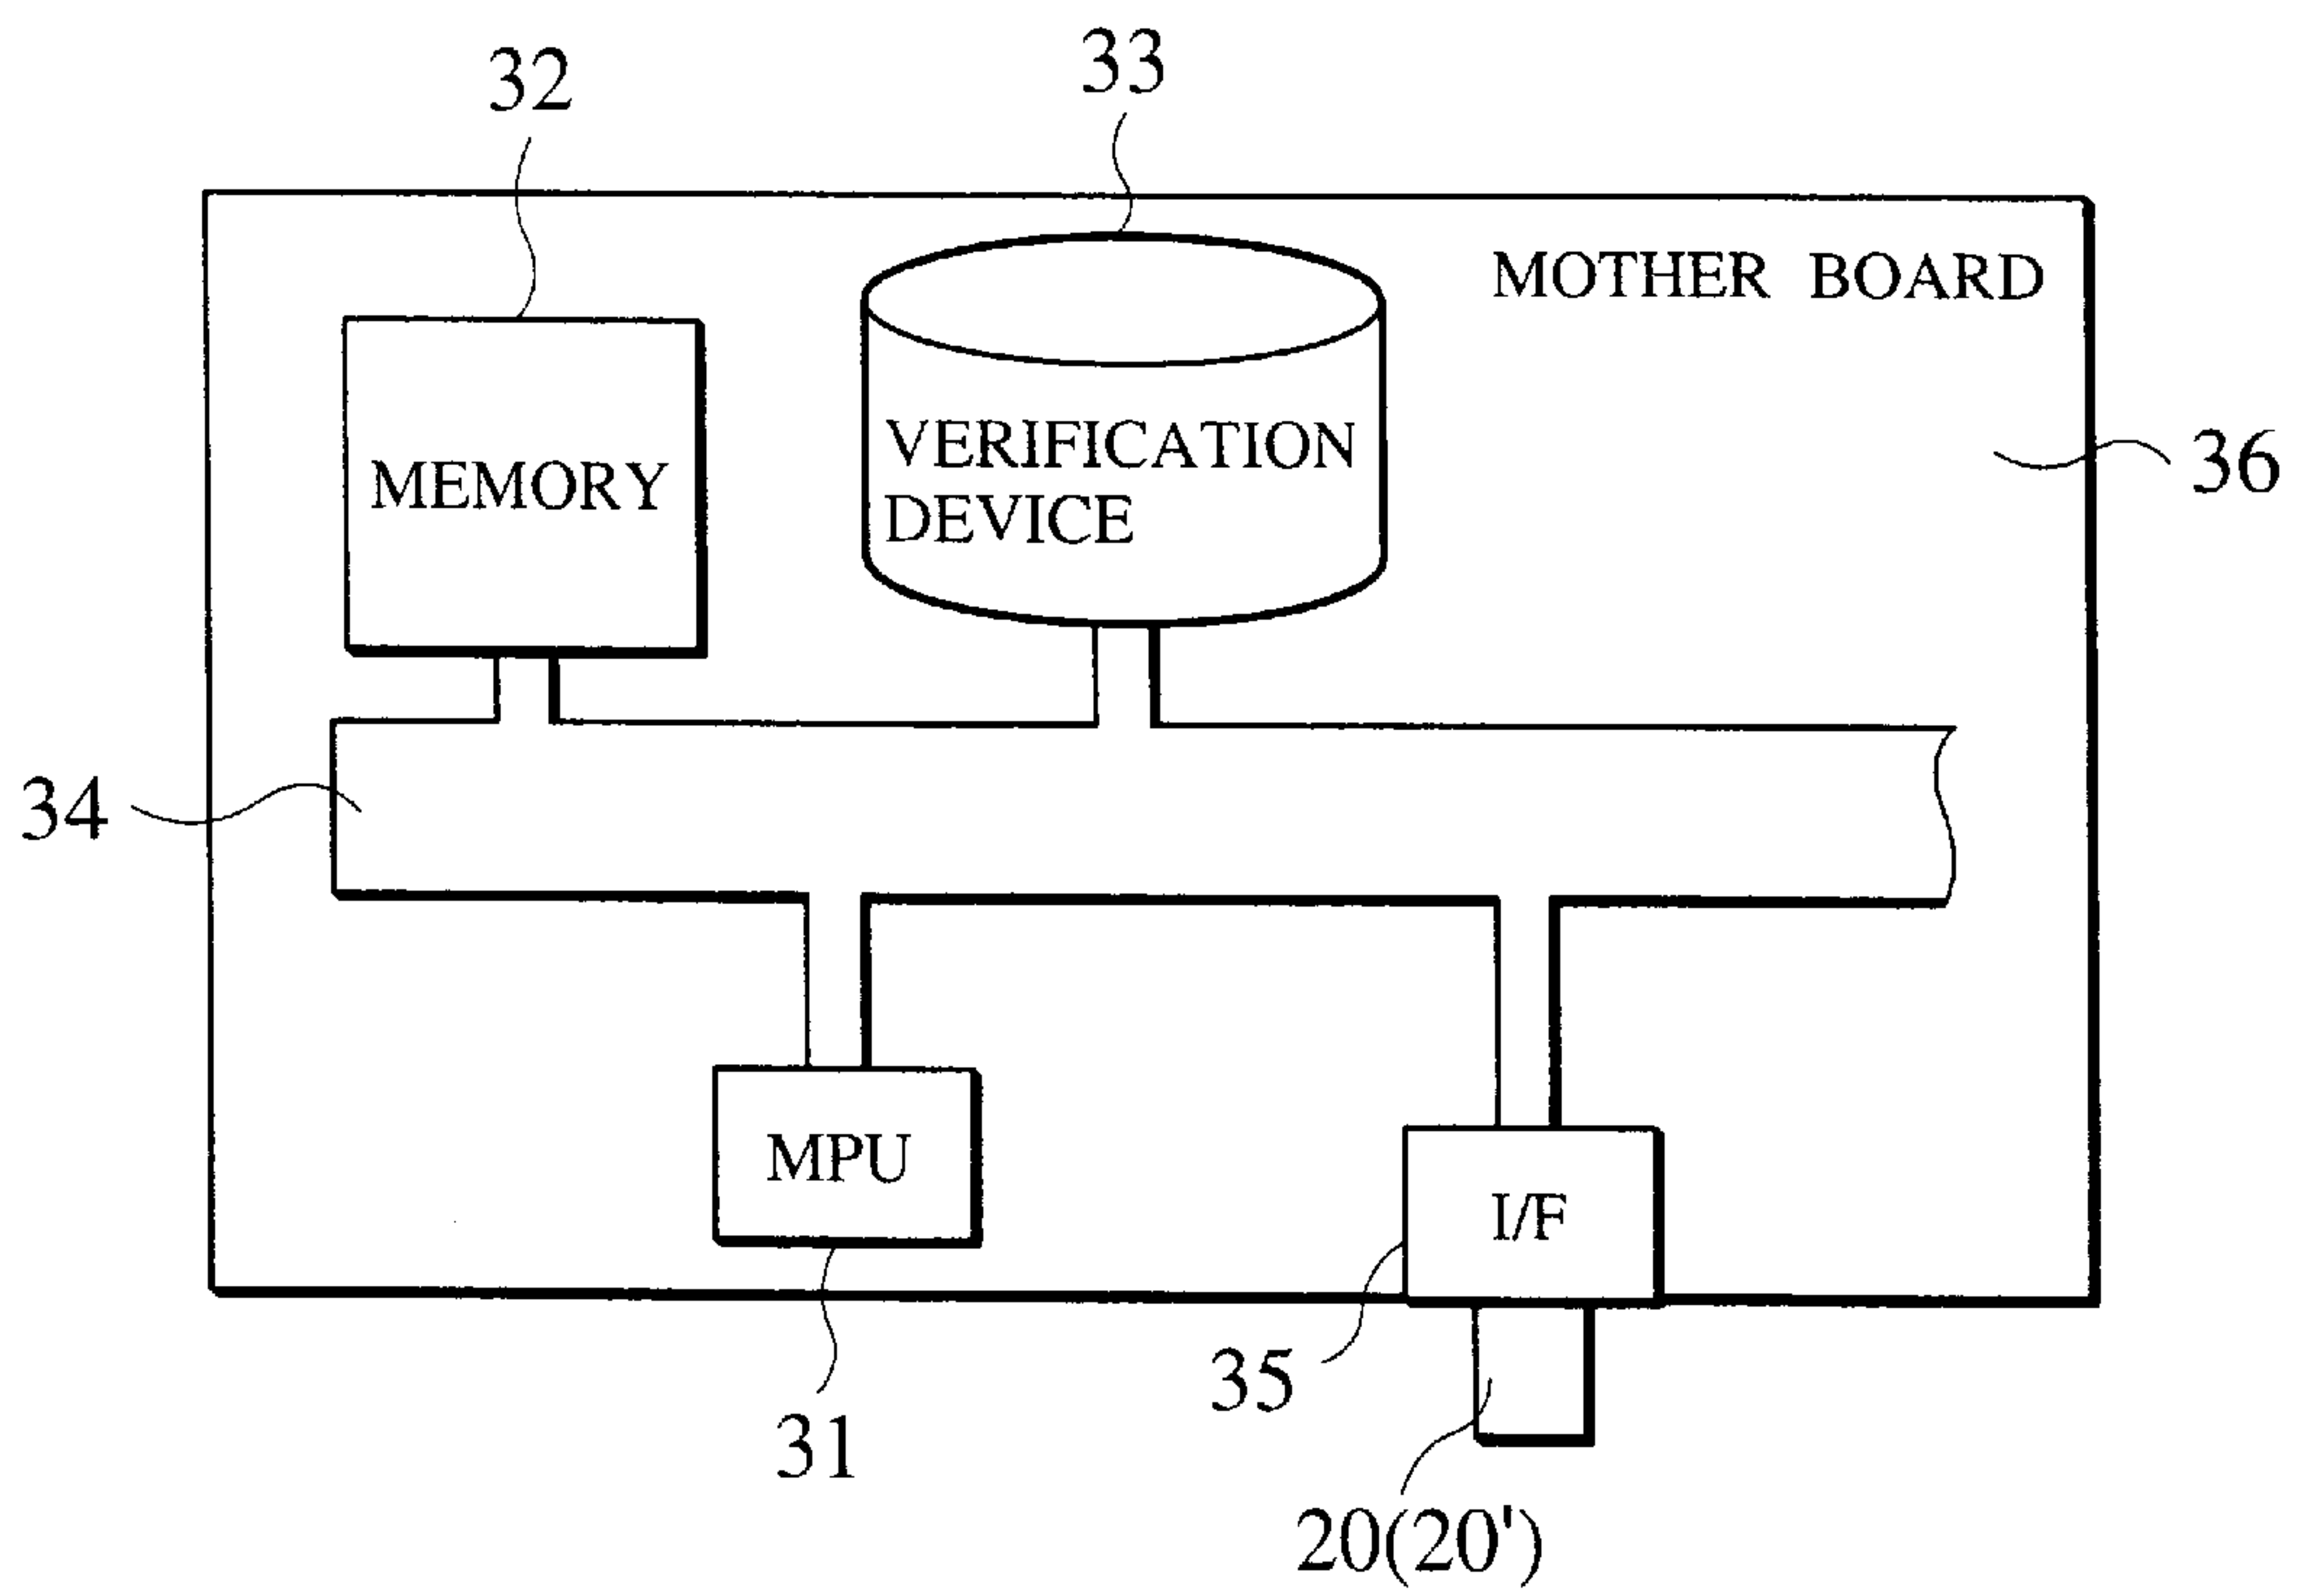 33
32
MOTHER BOARD
VERIFICATION
DEVICE
36
MEMORY
34
MPU
I/F
35
31
20(20')